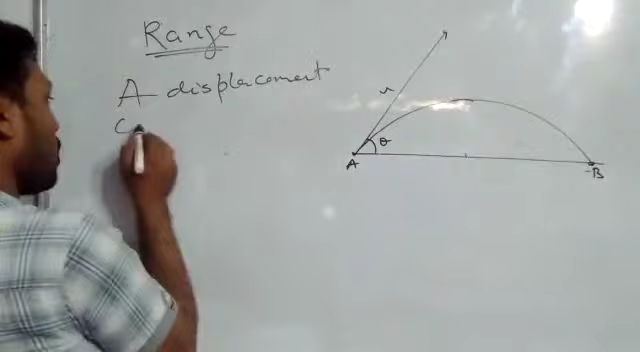 Range
A displacement
u
θ
A
B